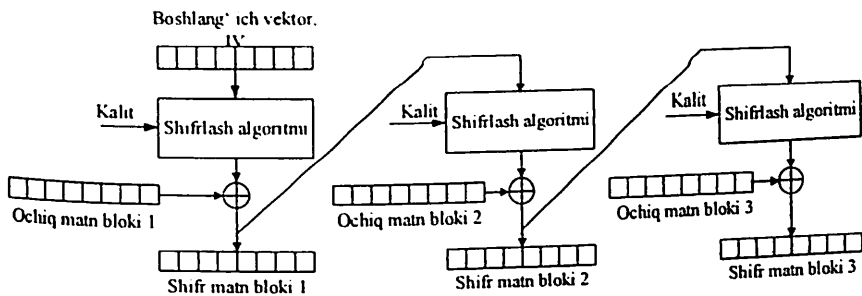 Boshlang' ich vektor.
IV
Kalit
Shifrlash algoritmi
Kalit
Shifrlash algoritmi
Kalit
Shifrlash algoritmi
Ochiq matn bloki 1
Ochiq matn bloki 2
Ochiq matn bloki 3
Shifr matn bloki 1
Shifr matn bloki 2
Shifr matn bloki 3